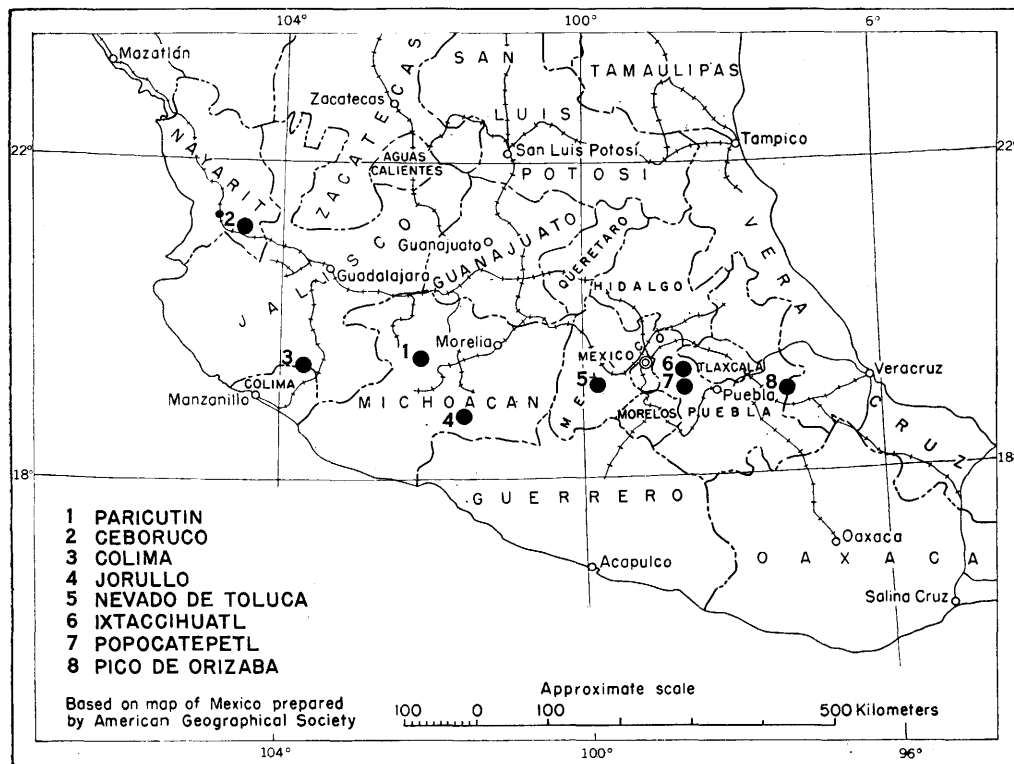 104° 100° 6°
Mazatlán
SAN
TAMAULIPAS
Zacatecas
LUIS
Tampico
22° 22°
NAYARIT
ZACATECAS
AGUAS
CALIENTES
San Luis Potosí
POTOSI
VERA
2
JALISCO
Guanajuato
GUANAJUATO
QUERETARO
Guadalajara
HIDALGO
1
Morelia
MEXICO
3
6
TLAXCALA
Veracruz
COLIMA
5
7
Puebla
8
Manzanillo
MICHOACAN
ME CO
MORELOS
PUEBLA
4
CRUZ
18° 18°
GUERRERO
Oaxaca
OAXACA
Acapulco
Salina Cruz
1 PARICUTIN
2 CEBORUCO
3 COLIMA
4 JORULLO
5 NEVADO DE TOLUCA
6 IXTACCIHUATL
7 POPOCATEPETL
8 PICO DE ORIZABA
Based on map of Mexico prepared
by American Geographical Society
Approximate scale
100 0 100 500 Kilometers
104° 100° 96°